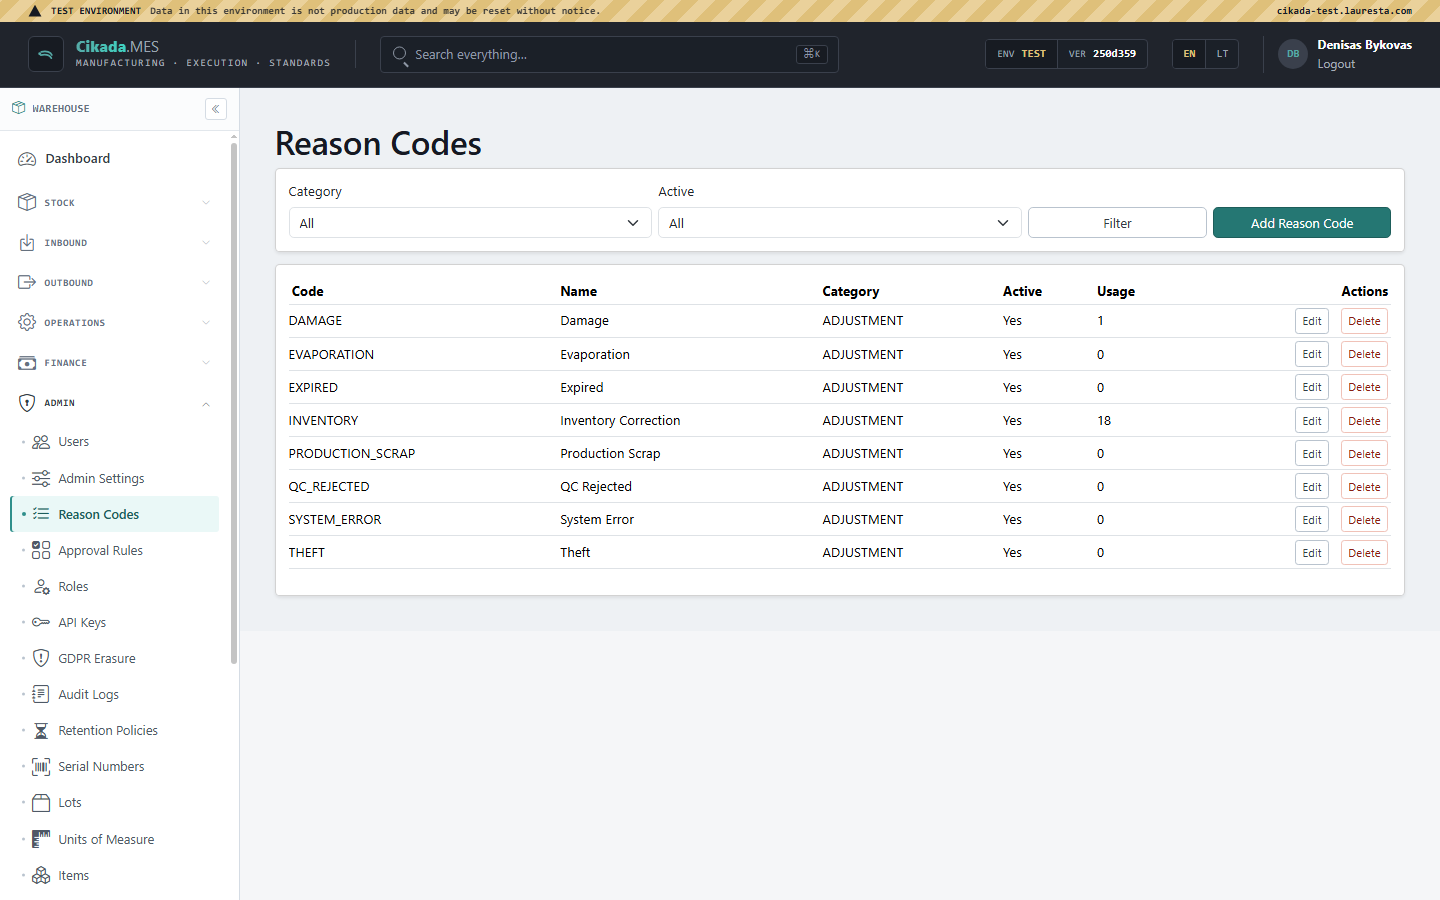 TEST ENVIRONMENT Data in this environment is not production data and may be reset without notice.
cikada-test.lauresta.com
Cikada.MES
MANUFACTURING · EXECUTION · STANDARDS
Search everything...
⌘K
ENV TEST
VER 250d359
EN
LT
DB
Denisas Bykovas
Logout
WAREHOUSE
Dashboard
STOCK
INBOUND
OUTBOUND
OPERATIONS
FINANCE
ADMIN
Users
Admin Settings
Reason Codes
Approval Rules
Roles
API Keys
GDPR Erasure
Audit Logs
Retention Policies
Serial Numbers
Lots
Units of Measure
Items
Reason Codes
Category
Active
All
All
Filter
Add Reason Code
Code Name Category Active Usage Actions
DAMAGE Damage ADJUSTMENT Yes 1 Edit Delete
EVAPORATION Evaporation ADJUSTMENT Yes 0 Edit Delete
EXPIRED Expired ADJUSTMENT Yes 0 Edit Delete
INVENTORY Inventory Correction ADJUSTMENT Yes 18 Edit Delete
PRODUCTION_SCRAP Production Scrap ADJUSTMENT Yes 0 Edit Delete
QC_REJECTED QC Rejected ADJUSTMENT Yes 0 Edit Delete
SYSTEM_ERROR System Error ADJUSTMENT Yes 0 Edit Delete
THEFT Theft ADJUSTMENT Yes 0 Edit Delete